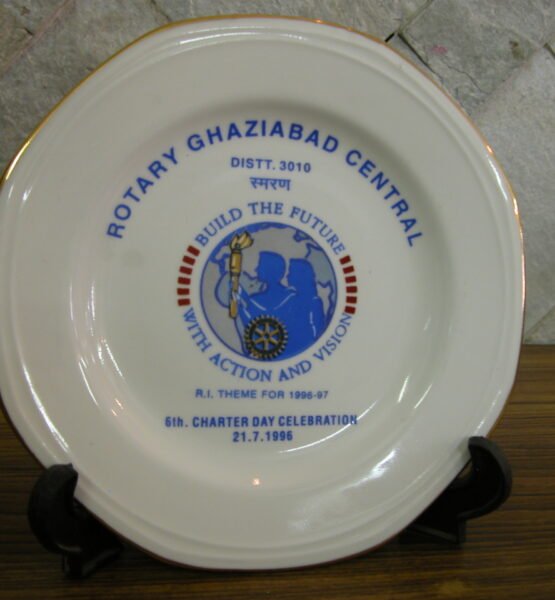 ROTARY GHAZIABAD CENTRAL
DISTT. 3010
स्मरण
BUILD THE FUTURE
WITH ACTION AND VISION
R.I. THEME FOR 1996-97
6th. CHARTER DAY CELEBRATION
21.7.1996